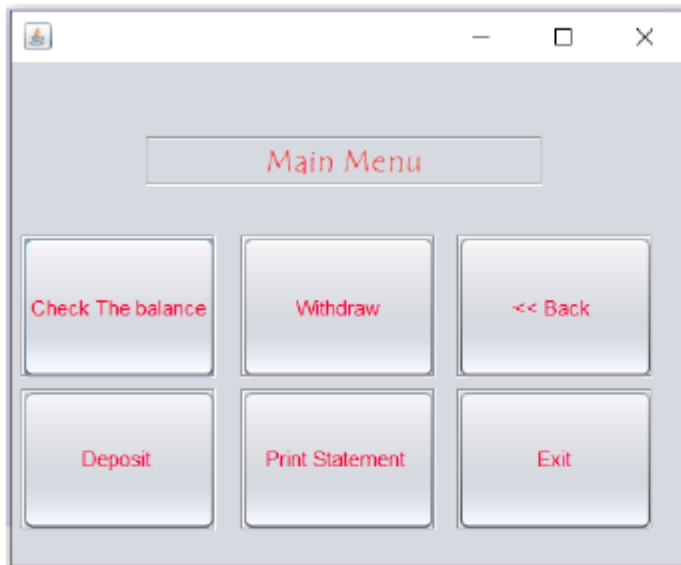 Main Menu
Check The balance
Withdraw
<< Back
Deposit
Print Statement
Exit